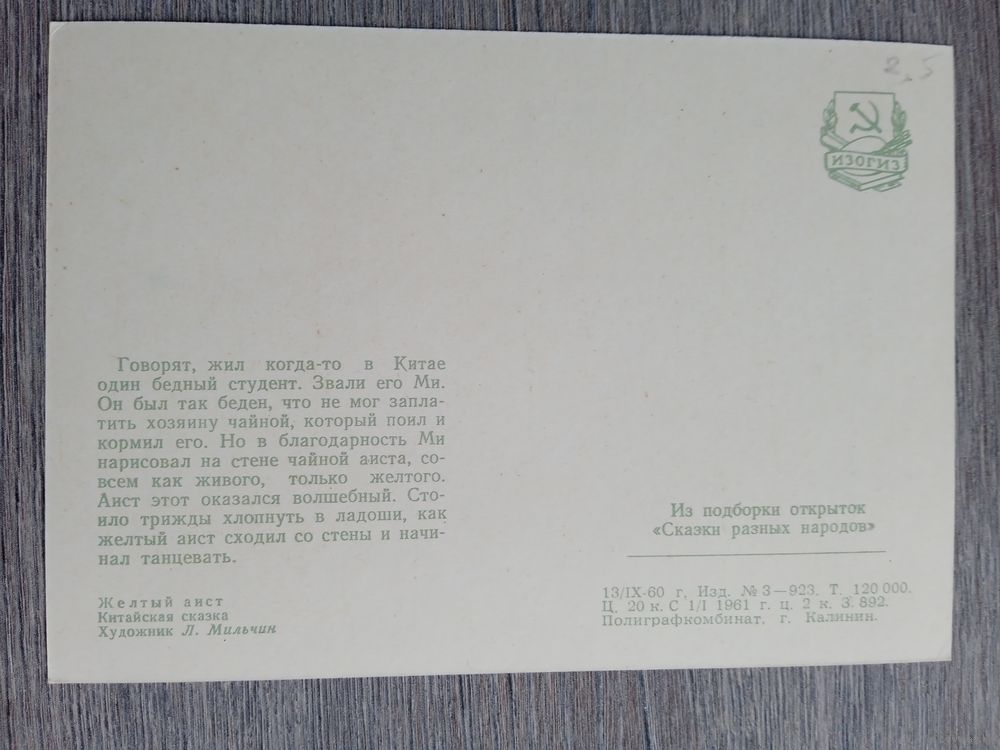 2,5
ИЗОГИЗ
Говорят, жил когда-то в Китае
один бедный студент. Звали его Ми.
Он был так беден, что не мог запла-
тить хозяину чайной, который поил и
кормил его. Но в благодарность Ми
нарисовал на стене чайной аиста, со-
всем как живого, только желтого.
Аист этот оказался волшебный. Сто-
ило трижды хлопнуть в ладоши, как
желтый аист сходил со стены и начи-
нал танцевать.
Желтый аист
Китайская сказка
Художник Л. Мильчин
Из подборки открыток
«Сказки разных народов»
13/IX-60 г. Изд. № 3—923. Т. 120 000.
Ц. 20 к. С 1/I 1961 г. ц. 2 к. З. 892.
Полиграфкомбинат, г. Калинин.